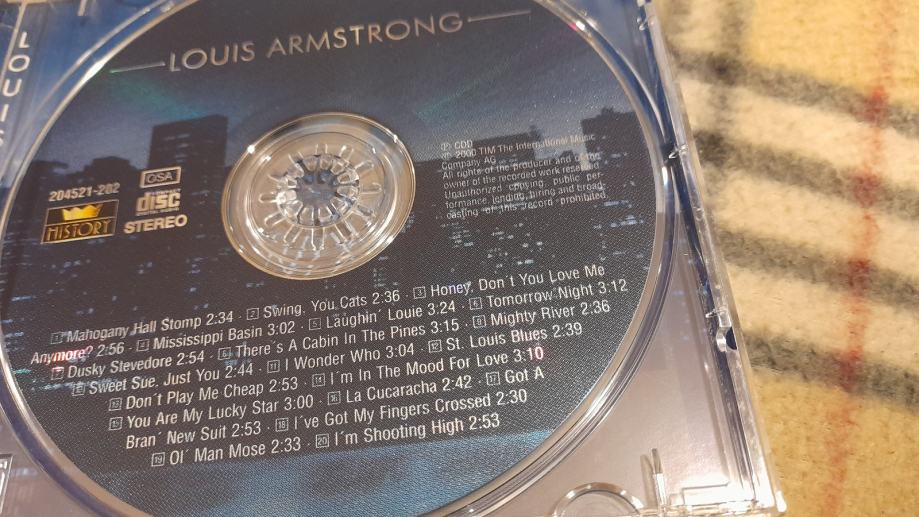 LOUIS
LOUIS ARMSTRONG
204521-202
GSA
HISTORY
COMPACT
disc
DIGITAL AUDIO
STEREO
℗ CDD
© 2000 TIM The International Music
Company AG
All rights of the producer and of the
owner of the recorded work reserved.
Unauthorized copying, public per-
formance, lending, hiring and broad-
casting of this record prohibited
1 Mahogany Hall Stomp 2:34 · 2 Swing, You Cats 2:36 · 3 Honey, Don´t You Love Me
Anymore? 2:56 · 4 Mississippi Basin 3:02 · 5 Laughin´ Louie 3:24 · 6 Tomorrow Night 3:12
7 Dusky Stevedore 2:54 · 8 There´s A Cabin In The Pines 3:15 · 9 Mighty River 2:36
10 Sweet Sue, Just You 2:44 · 11 I Wonder Who 3:04 · 12 St. Louis Blues 2:39
13 Don´t Play Me Cheap 2:53 · 14 I´m In The Mood For Love 3:10
15 You Are My Lucky Star 3:00 · 16 La Cucaracha 2:42 · 17 Got A
Bran´ New Suit 2:53 · 18 I´ve Got My Fingers Crossed 2:30
19 Ol´ Man Mose 2:33 · 20 I´m Shooting High 2:53